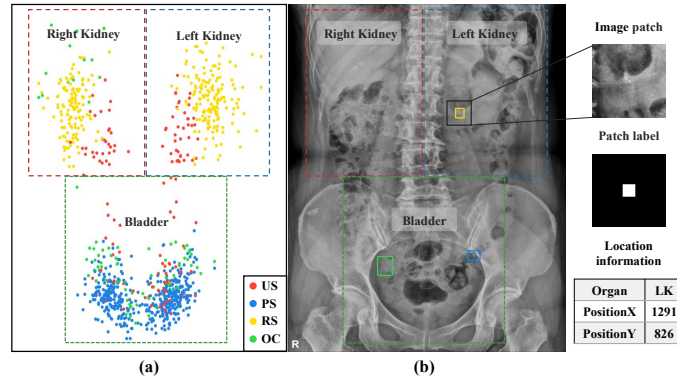 Right Kidney
Left Kidney
Bladder
US
PS
RS
OC
(a)
Right Kidney
Left Kidney
Bladder
R
(b)
Image patch
Patch label
Location
information
Organ LK
PositionX 1291
PositionY 826